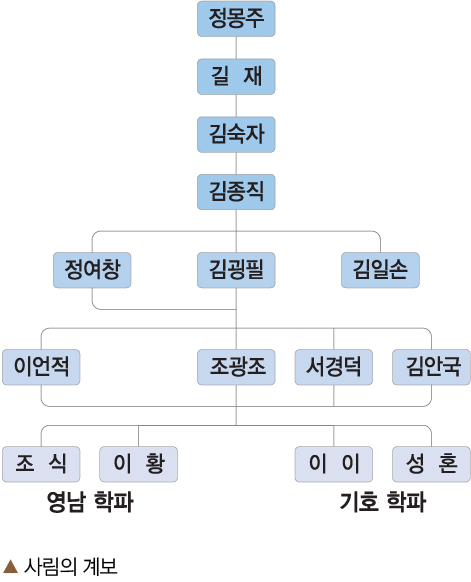 정몽주
길 재
김숙자
김종직
정여창 김굉필 김일손
이언적 조광조 서경덕 김안국
조 식 이 황 이 이 성 혼
영남 학파 기호 학파
▲ 사림의 계보